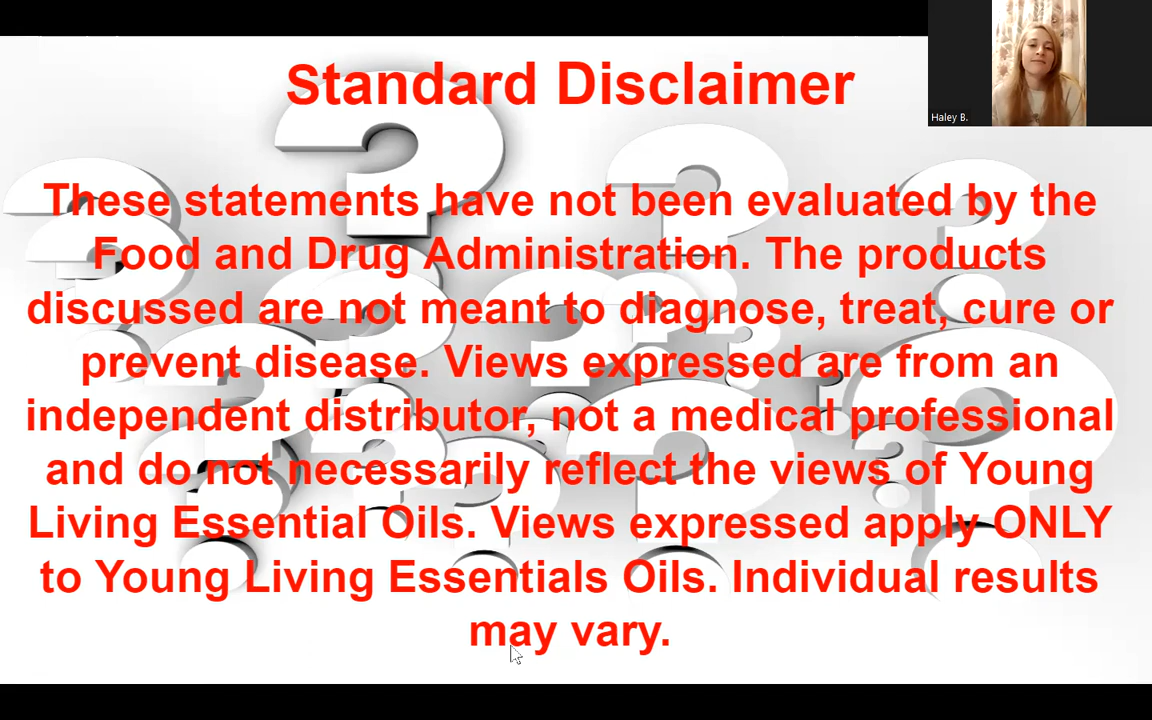 Standard Disclaimer
Haley B.
These statements have not been evaluated by the
Food and Drug Administration. The products
discussed are not meant to diagnose, treat, cure or
prevent disease. Views expressed are from an
independent distributor, not a medical professional
and do not necessarily reflect the views of Young
Living Essential Oils. Views expressed apply ONLY
to Young Living Essentials Oils. Individual results
may vary.